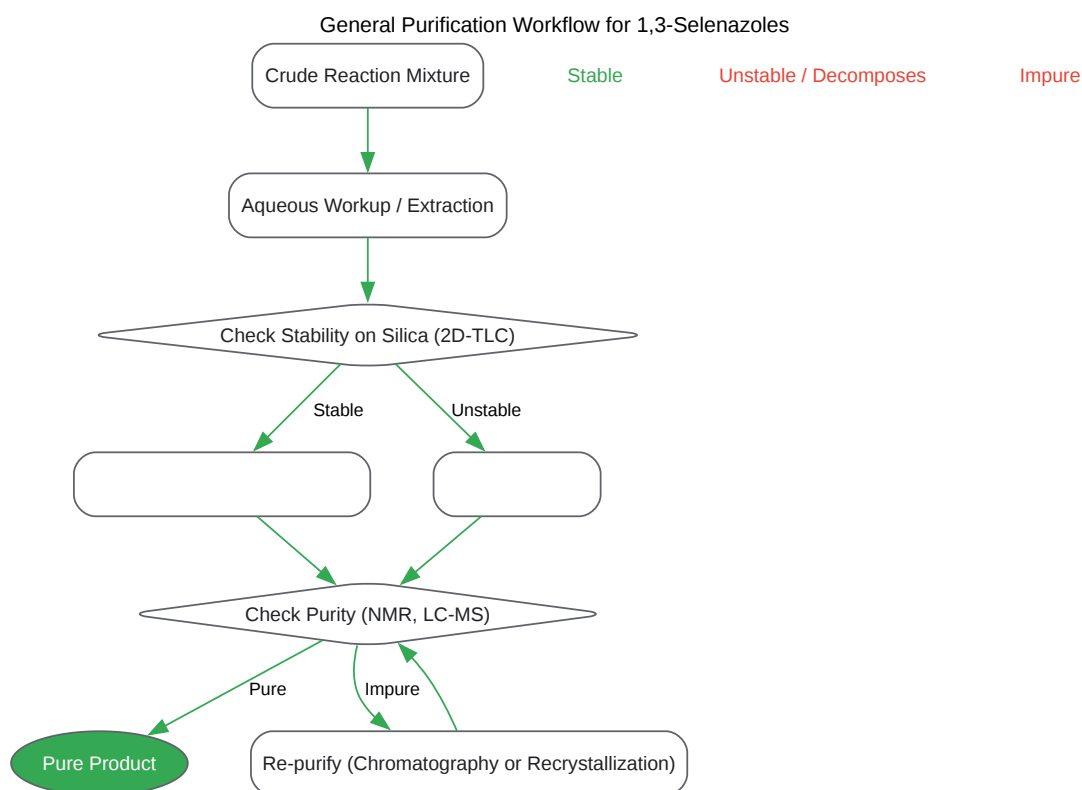 General Purification Workflow for 1,3-Selenazoles
Crude Reaction Mixture
Stable
Unstable / Decomposes
Impure
Aqueous Workup / Extraction
Check Stability on Silica (2D-TLC)
Stable
Unstable
Check Purity (NMR, LC-MS)
Pure
Impure
Pure Product
Re-purify (Chromatography or Recrystallization)